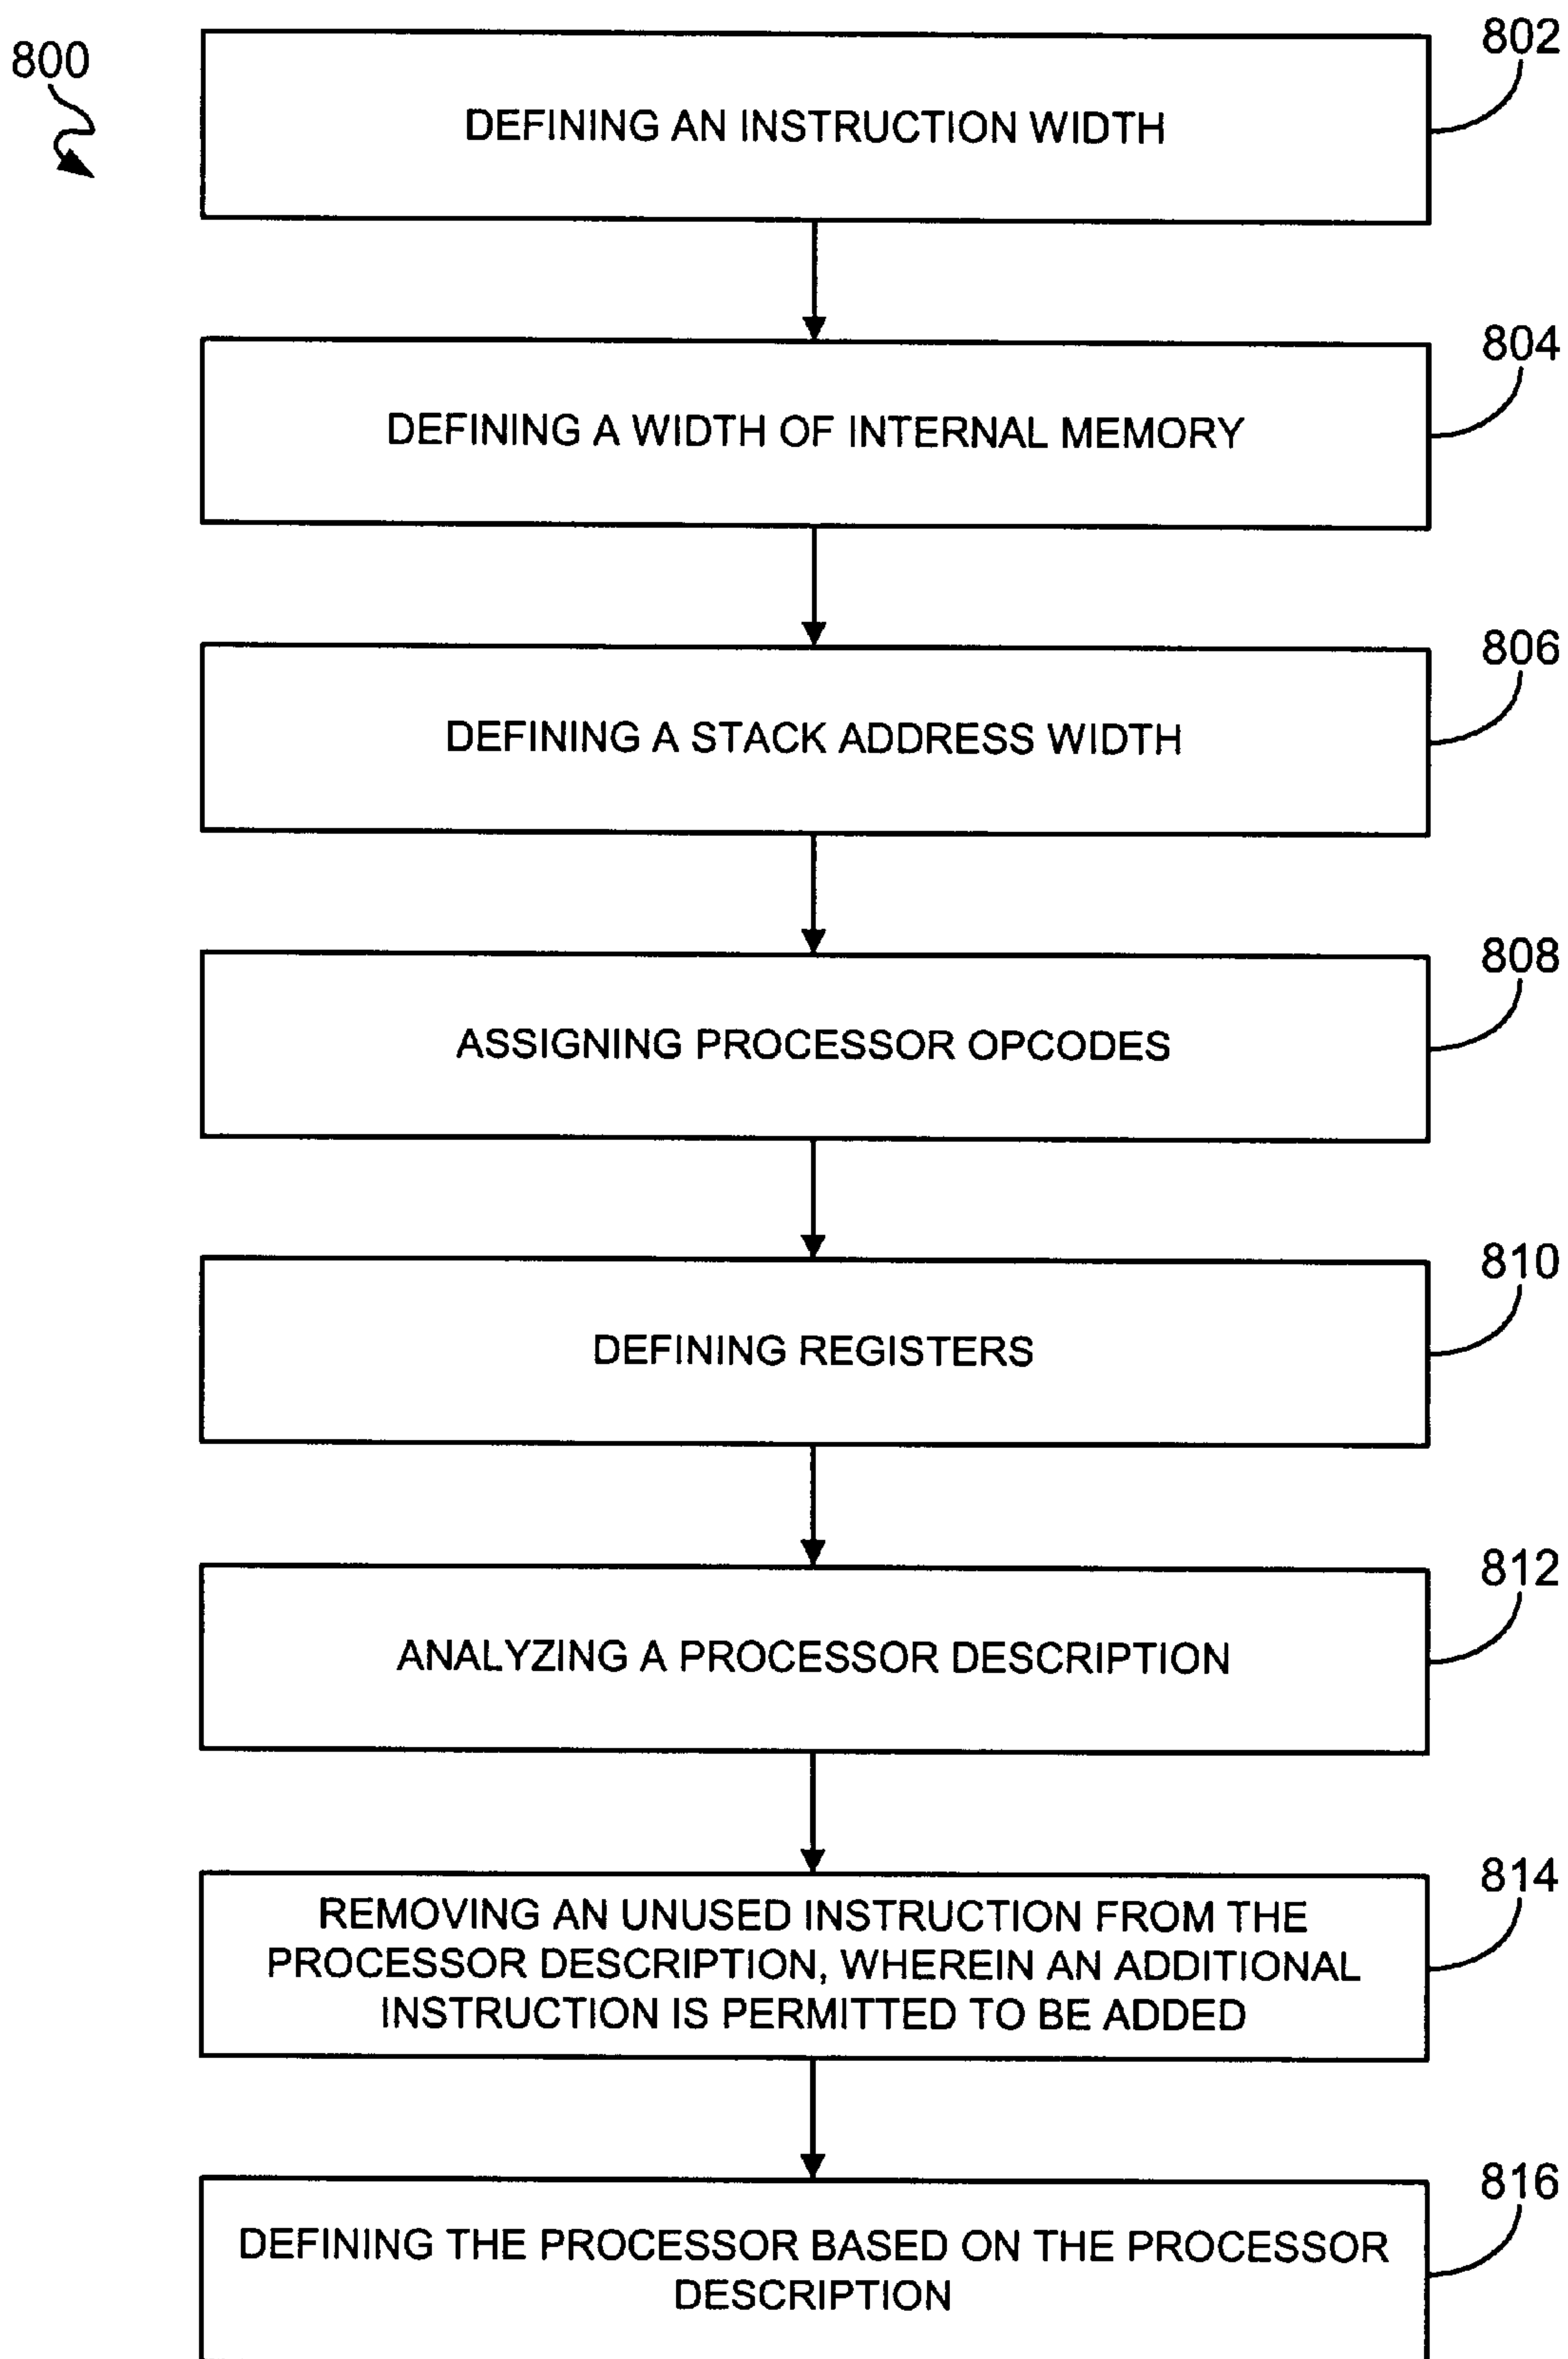 800
802
DEFINING AN INSTRUCTION WIDTH
804
DEFINING A WIDTH OF INTERNAL MEMORY
806
DEFINING A STACK ADDRESS WIDTH
808
ASSIGNING PROCESSOR OPCODES
810
DEFINING REGISTERS
812
ANALYZING A PROCESSOR DESCRIPTION
814
REMOVING AN UNUSED INSTRUCTION FROM THE
PROCESSOR DESCRIPTION, WHEREIN AN ADDITIONAL
INSTRUCTION IS PERMITTED TO BE ADDED
816
DEFINING THE PROCESSOR BASED ON THE PROCESSOR
DESCRIPTION